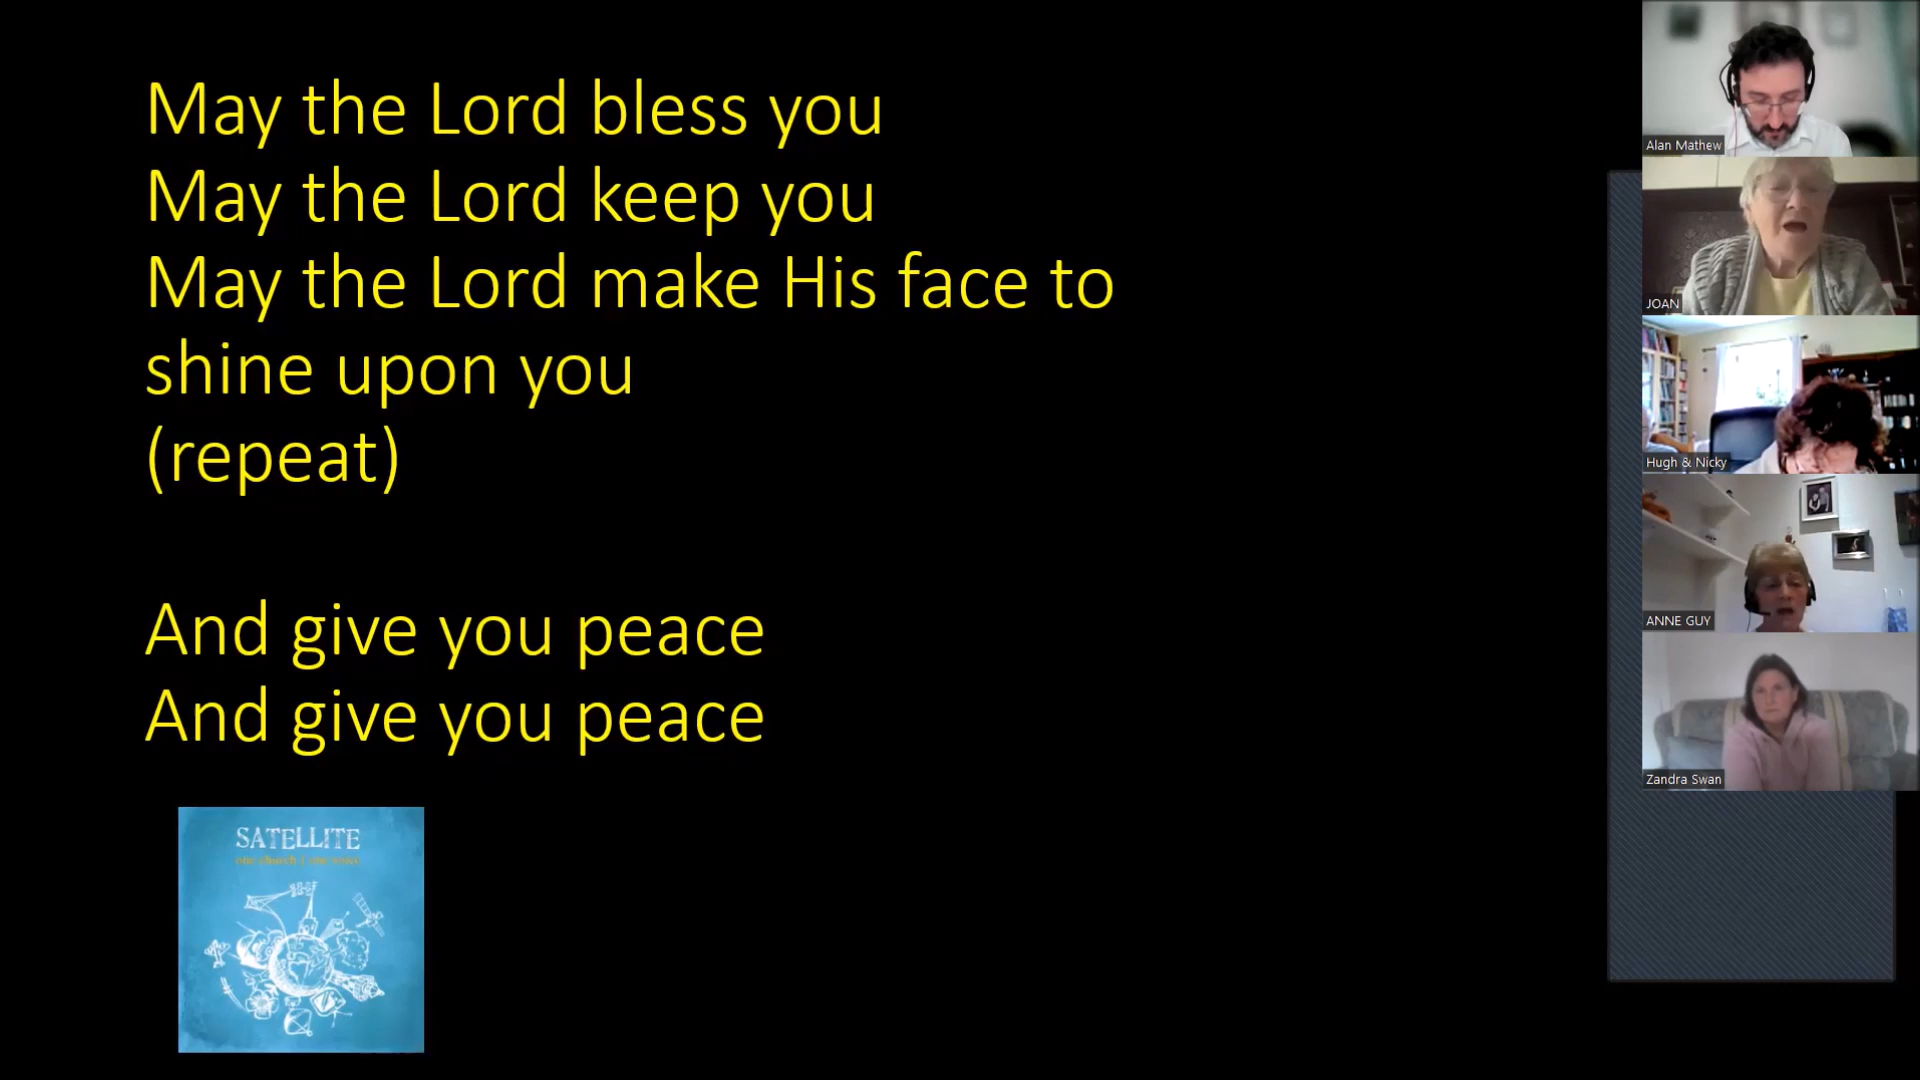 May the Lord bless you
May the Lord keep you
May the Lord make His face to
shine upon you
(repeat)
And give you peace
And give you peace
SATELLITE
Alan Mathew
JOAN
Hugh & Nicky
ANNE GUY
Zandra Swan